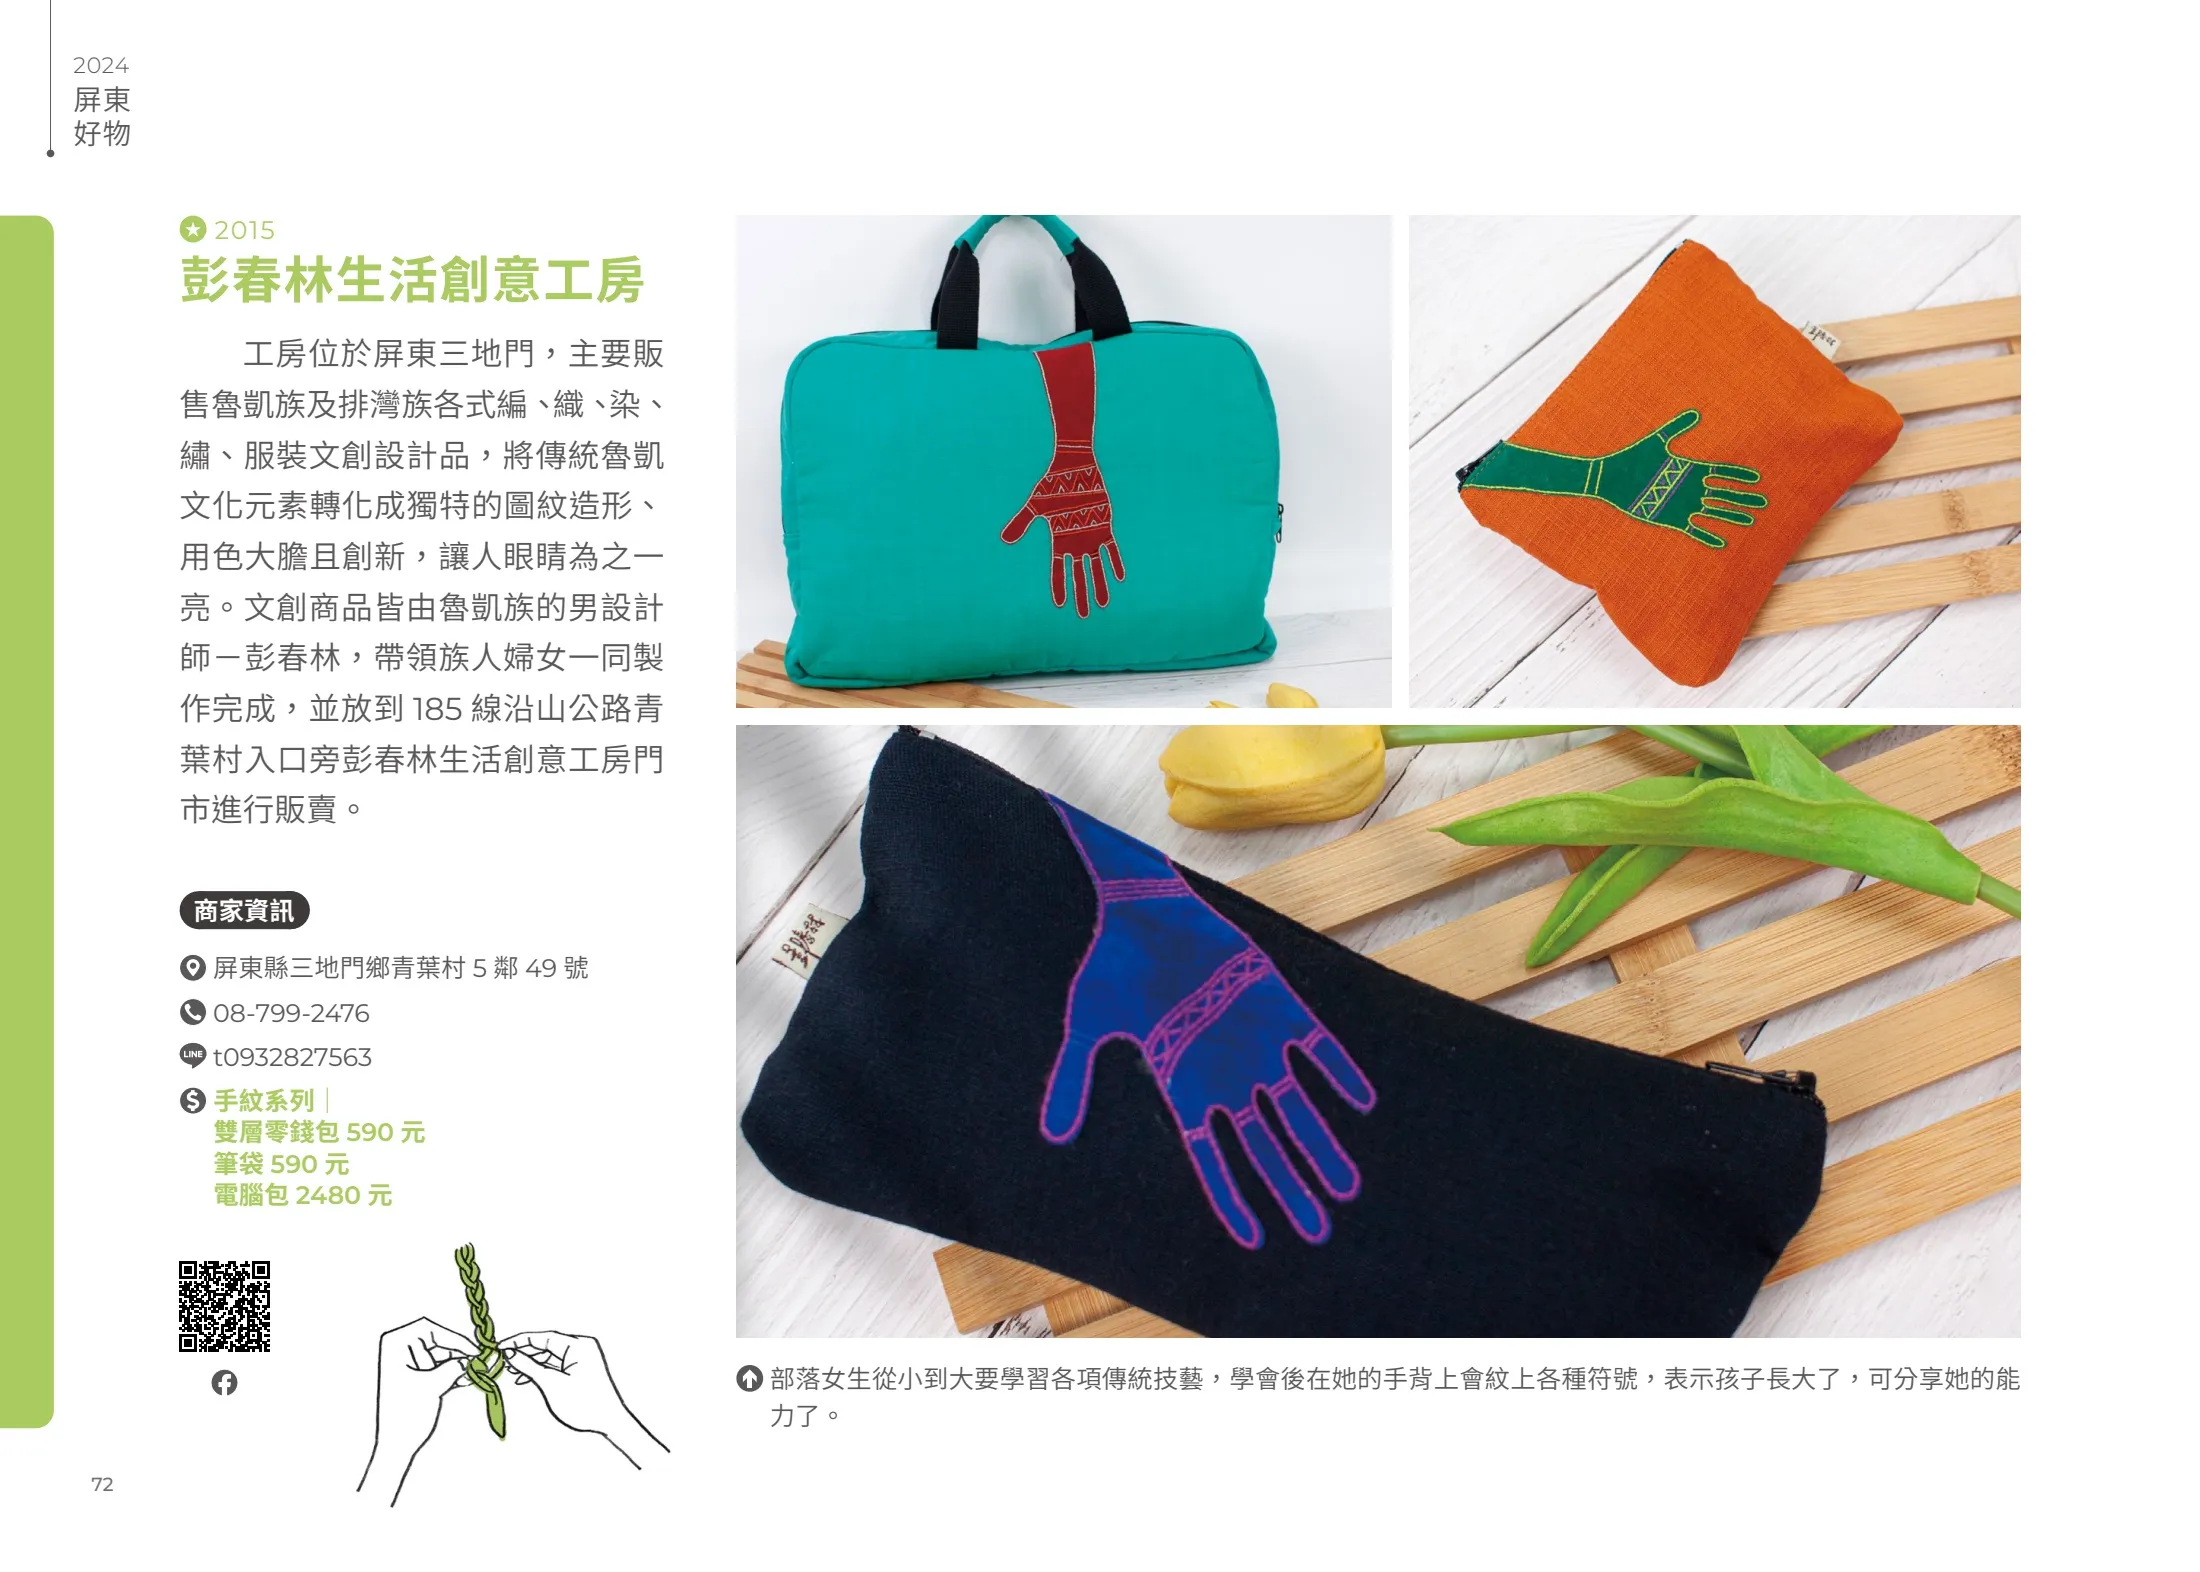 2024
屏東
好物
2015
彭春林生活創意工房
工房位於屏東三地門，主要販
售魯凱族及排灣族各式編、織、染、
繡、服裝文創設計品，將傳統魯凱
文化元素轉化成獨特的圖紋造形、
用色大膽且創新，讓人眼睛為之一
亮。文創商品皆由魯凱族的男設計
師－彭春林，帶領族人婦女一同製
作完成，並放到 185 線沿山公路青
葉村入口旁彭春林生活創意工房門
市進行販賣。
商家資訊
屏東縣三地門鄉青葉村 5 鄰 49 號
08-799-2476
LINE t0932827563
手紋系列｜
雙層零錢包 590 元
筆袋 590 元
電腦包 2480 元
部落女生從小到大要學習各項傳統技藝，學會後在她的手背上會紋上各種符號，表示孩子長大了，可分享她的能
力了。
72